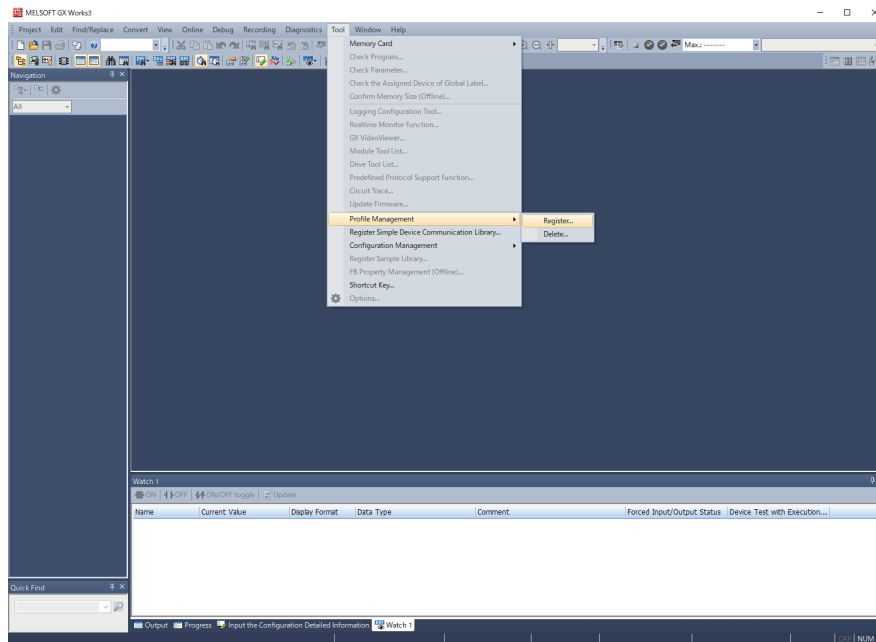 MELSOFT GX Works3
Project Edit Find/Replace Convert View Online Debug Recording Diagnostics Tool Window Help
Max.: -------
Navigation
All
Memory Card
Check Program...
Check Parameter...
Check the Assigned Device of Global Label...
Confirm Memory Size (Offline)...
Logging Configuration Tool...
Realtime Monitor Function...
GX VideoViewer...
Module Tool List...
Drive Tool List...
Predefined Protocol Support Function...
Circuit Trace...
Update Firmware...
Profile Management
Register...
Register Simple Device Communication Library...
Delete...
Configuration Management
Register Sample Library...
FB Property Management (Offline)...
Shortcut Key...
Options...
Watch 1
ON OFF ON/OFF toggle Update
Name Current Value Display Format Data Type Comment Forced Input/Output Status Device Test with Execution...
Quick Find
Output Progress Input the Configuration Detailed Information Watch 1
CAP NUM